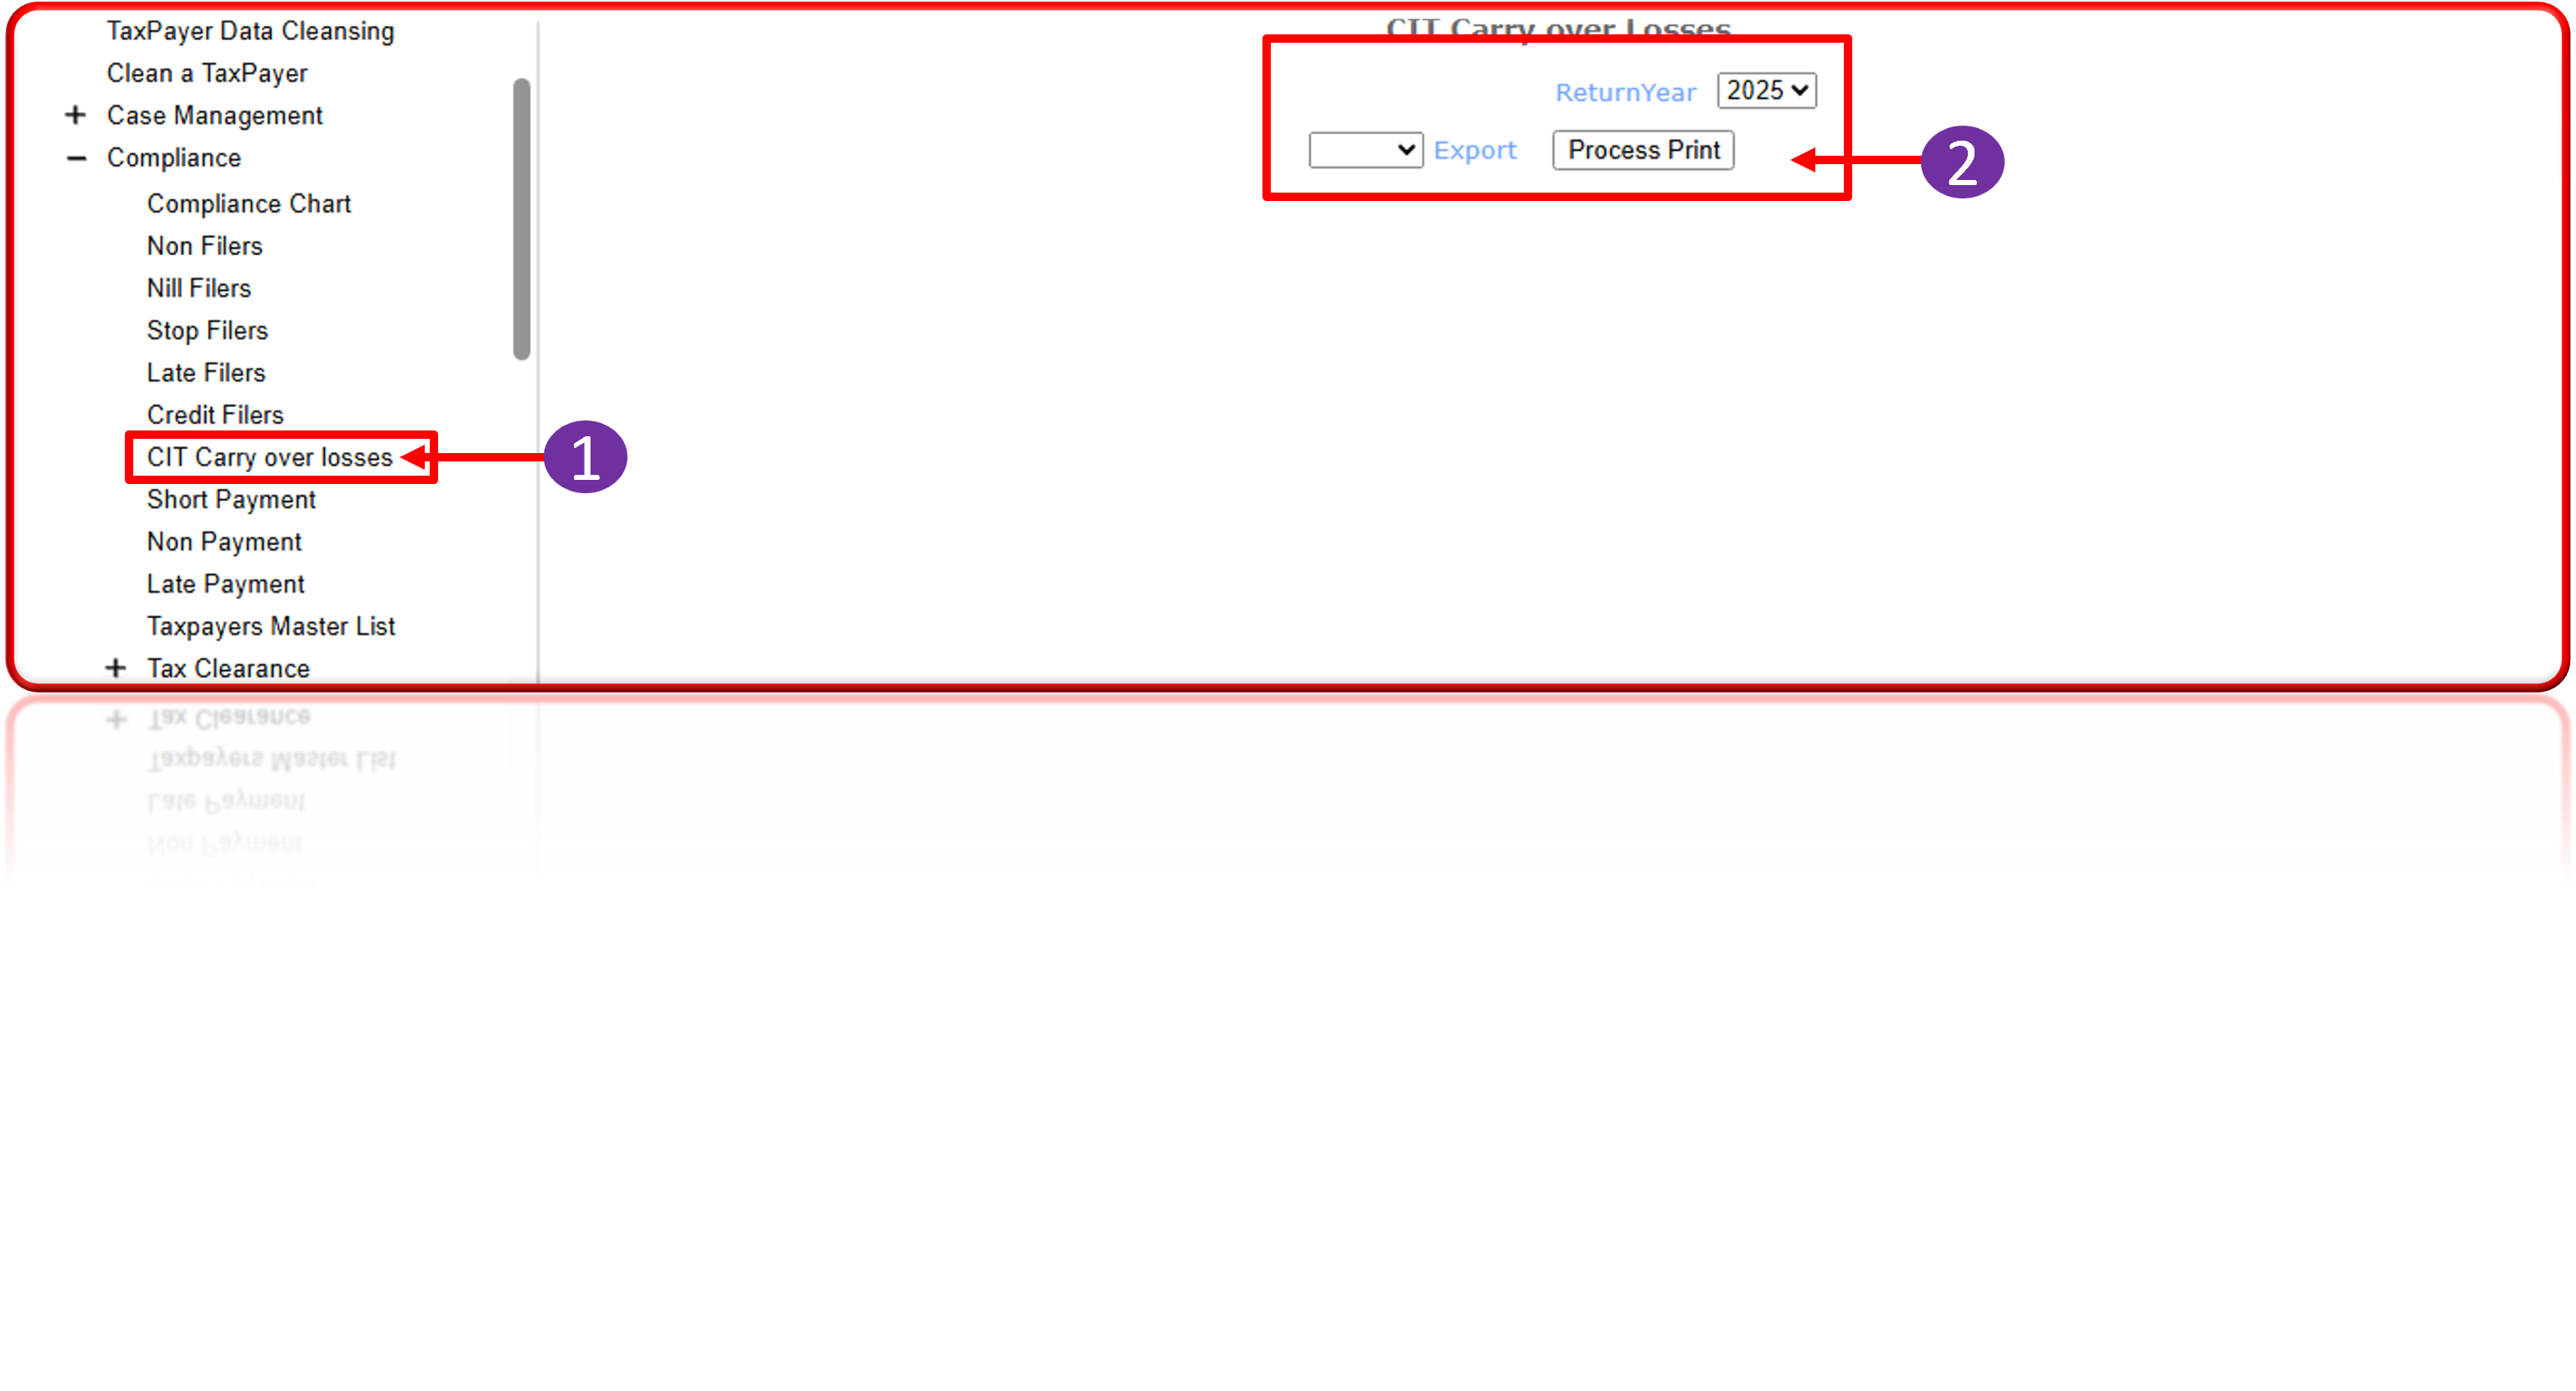 TaxPayer Data Cleansing
Clean a TaxPayer
+ Case Management
− Compliance
Compliance Chart
Non Filers
Nill Filers
Stop Filers
Late Filers
Credit Filers
CIT Carry over losses
1
Short Payment
Non Payment
Late Payment
Taxpayers Master List
+ Tax Clearance
CIT Carry over Losses
ReturnYear 2025
Export Process Print
2